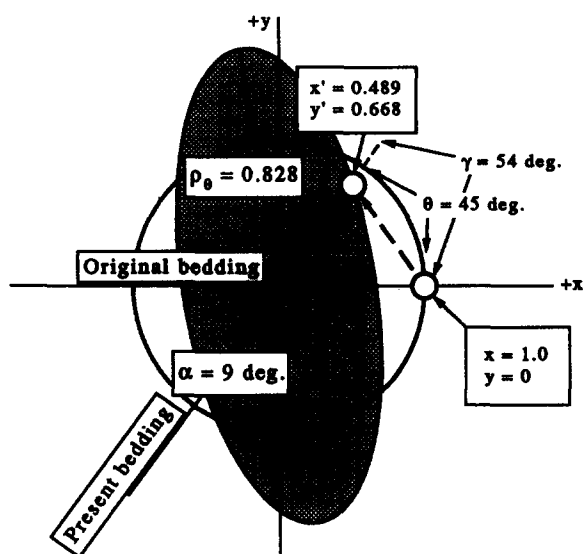 +y
x' = 0.489
y' = 0.668
γ = 54 deg.
ρθ = 0.828
θ = 45 deg.
Original bedding
+x
x = 1.0
y = 0
α = 9 deg.
Present bedding